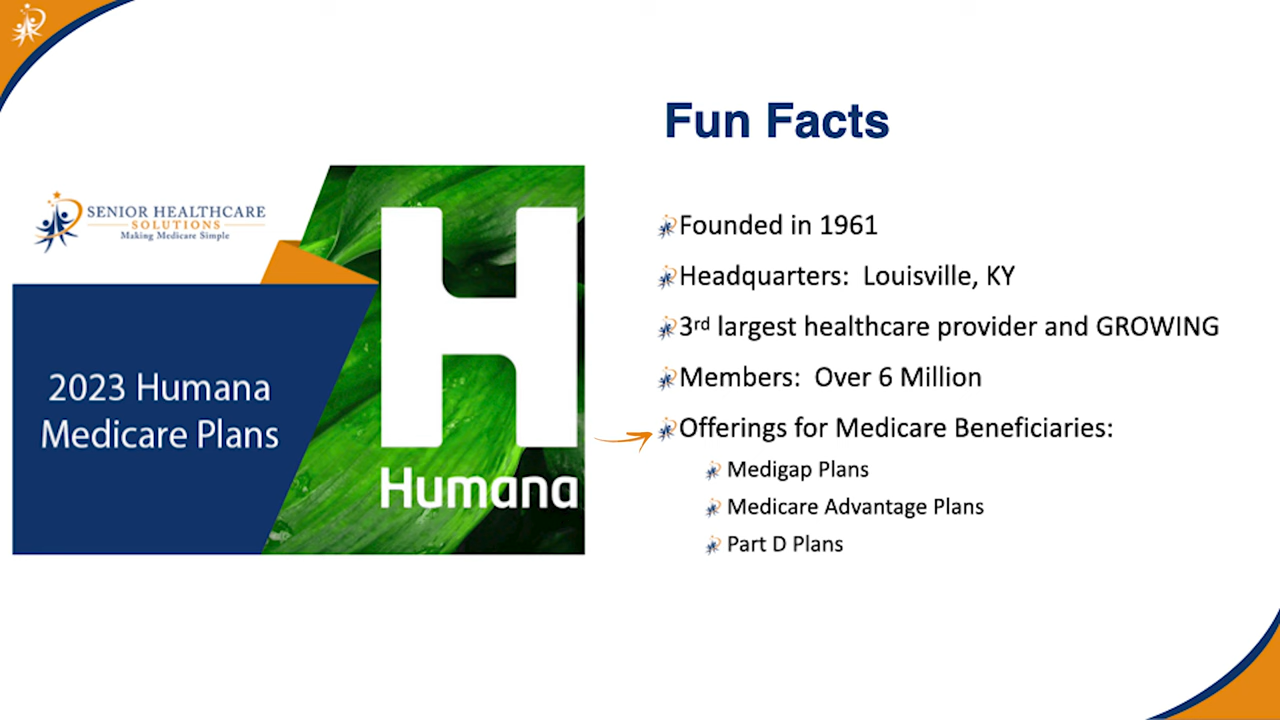 SENIOR HEALTHCARE
SOLUTIONS
Making Medicare Simple
2023 Humana
Medicare Plans
H
Humana
Fun Facts
Founded in 1961
Headquarters: Louisville, KY
3rd largest healthcare provider and GROWING
Members: Over 6 Million
Offerings for Medicare Beneficiaries:
Medigap Plans
Medicare Advantage Plans
Part D Plans